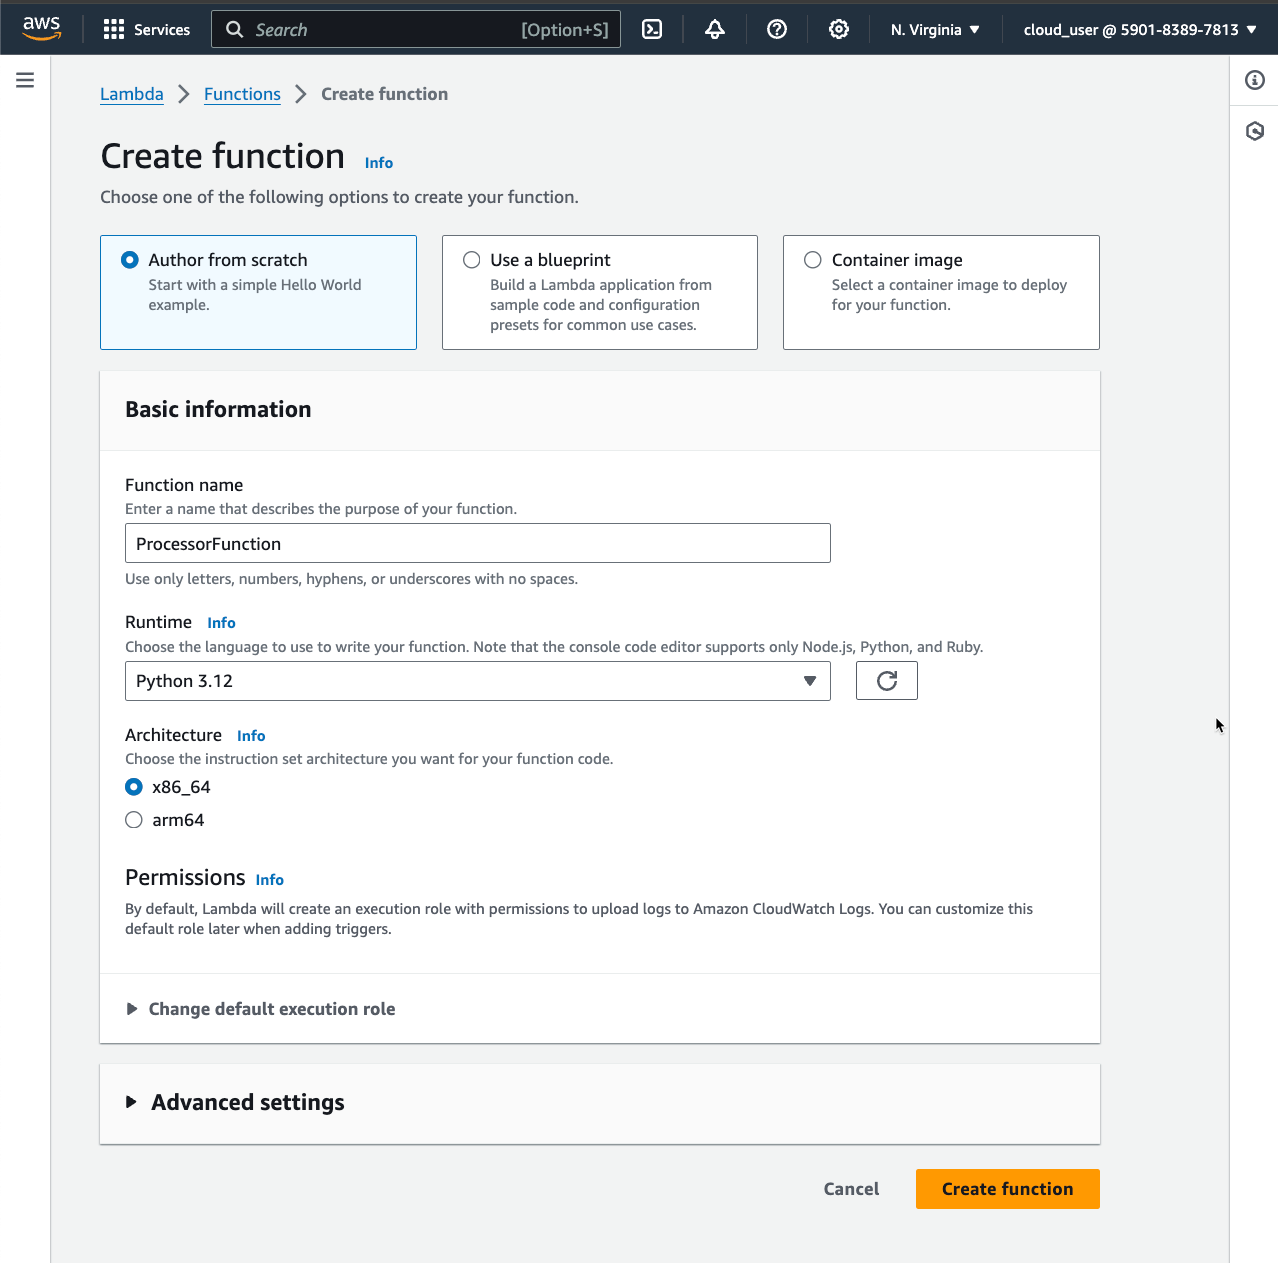 aws
Services
Search [Option+S]
N. Virginia
cloud_user @ 5901-8389-7813
Lambda
Functions
Create function
Create function Info
Choose one of the following options to create your function.
Author from scratch
Start with a simple Hello World
example.
Use a blueprint
Build a Lambda application from
sample code and configuration
presets for common use cases.
Container image
Select a container image to deploy
for your function.
Basic information
Function name
Enter a name that describes the purpose of your function.
ProcessorFunction
Use only letters, numbers, hyphens, or underscores with no spaces.
Runtime Info
Choose the language to use to write your function. Note that the console code editor supports only Node.js, Python, and Ruby.
Python 3.12
Architecture Info
Choose the instruction set architecture you want for your function code.
x86_64
arm64
Permissions Info
By default, Lambda will create an execution role with permissions to upload logs to Amazon CloudWatch Logs. You can customize this
default role later when adding triggers.
Change default execution role
Advanced settings
Cancel
Create function